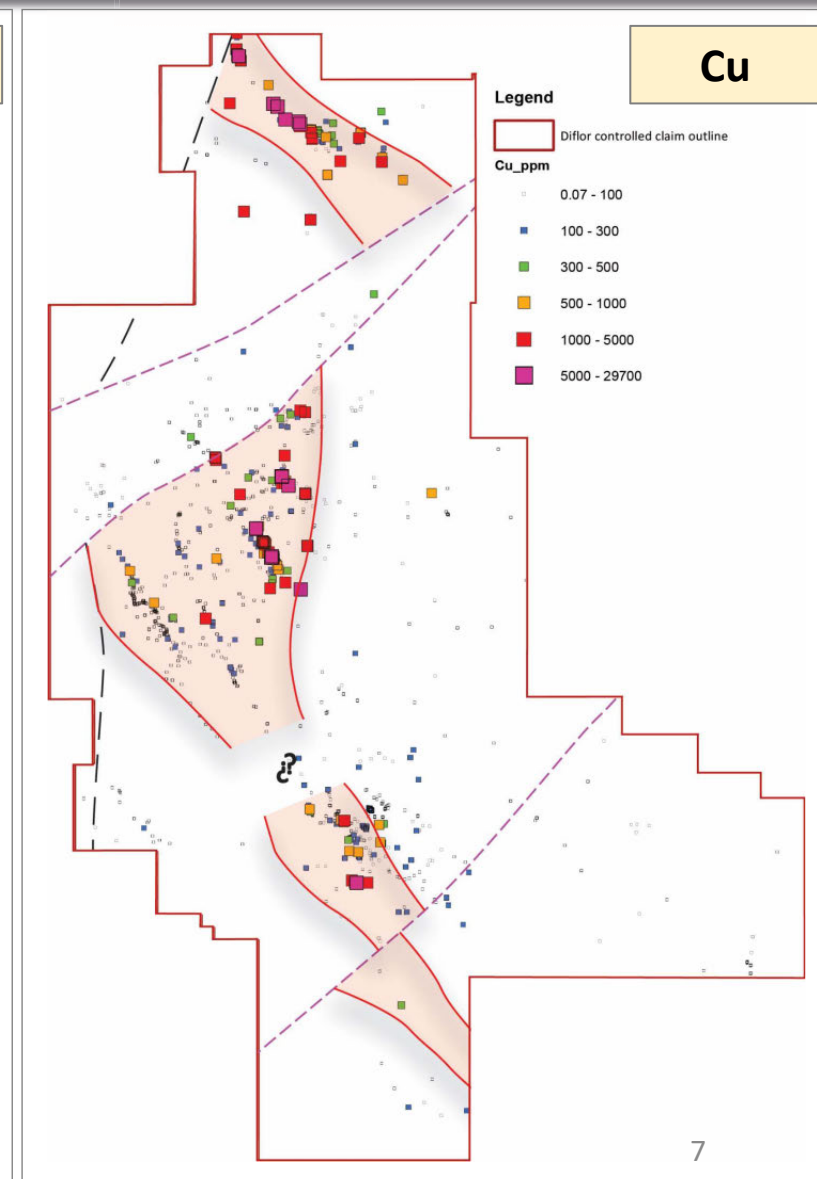 Cu
Legend
Diflor controlled claim outline
Cu_ppm
0.07 - 100
100 - 300
300 - 500
500 - 1000
1000 - 5000
5000 - 29700
??
7